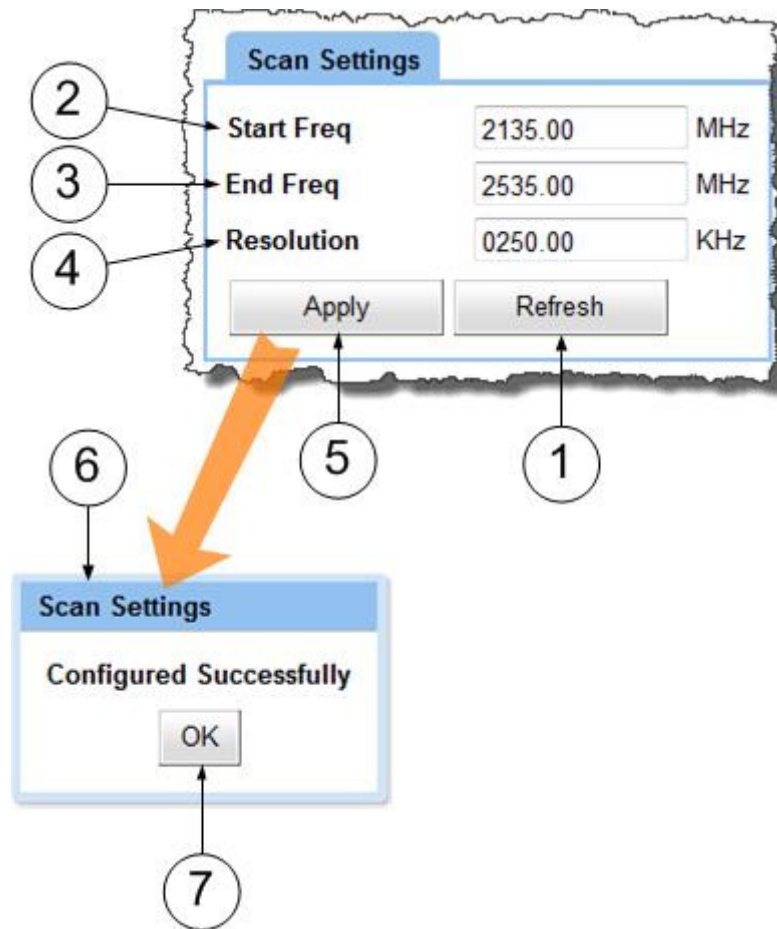 Scan Settings
2 Start Freq 2135.00 MHz
3 End Freq 2535.00 MHz
4 Resolution 0250.00 KHz
Apply Refresh
5 1
6
Scan Settings
Configured Successfully
OK
7